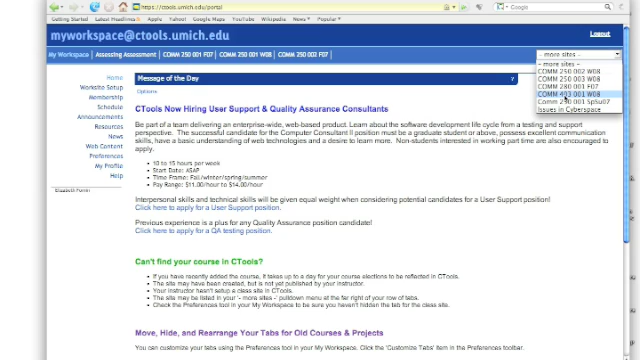 https://ctools.umich.edu/portal
Google
Getting Started Latest Headlines Apple Yahoo! Google Maps YouTube Wikipedia News Popular
myworkspace@ctools.umich.edu
Logout
My Workspace Assessing Assessment COMM 250 001 F07 COMM 250 001 W08 COMM 250 002 F07
- more sites -
- more sites -
COMM 250 002 W08
COMM 250 003 W08
COMM 280 001 F07
COMM 403 001 W08
Comm 250 001 SpSu07
Issues in Cyberspace
Home
Worksite Setup
Membership
Schedule
Announcements
Resources
News
Web Content
Preferences
My Profile
Help
Message of the Day
?
Options
CTools Now Hiring User Support & Quality Assurance Consultants
Be part of a team delivering an enterprise-wide, web-based product. Learn about the software development life cycle from a testing and support
perspective. The successful candidate for the Computer Consultant II position must be a graduate student or above, possess excellent communication
skills, have a basic understanding of web technologies and a desire to learn more. Non-students interested in working part time are also encouraged to
apply.
10 to 15 hours per week
Start Date: ASAP
Time Frame: Fall/winter/spring/summer
Pay Range: $11.00/hour to $14.00/hour
Interpersonal skills and technical skills will be given equal weight when considering potential candidates for a User Support position!
Click here to apply for a User Support position.
Previous experience is a plus for any Quality Assurance position candidate!
Click here to apply for a QA testing position.
Can't find your course in CTools?
If you have recently added the course, it takes up to a day for your course elections to be reflected in CTools.
The site may have been created, but is not yet published by your instructor.
Your instructor hasn't setup a class site in CTools.
The site may be listed in your '- more sites -' pulldown menu at the far right of your row of tabs.
Check the Preferences tool in your My Workspace to be sure you haven't hidden the tab for the class site.
Move, Hide, and Rearrange Your Tabs for Old Courses & Projects
You can customize your tabs using the Preferences tool in your My Workspace. Click the 'Customize Tabs' item in the Preferences toolbar.